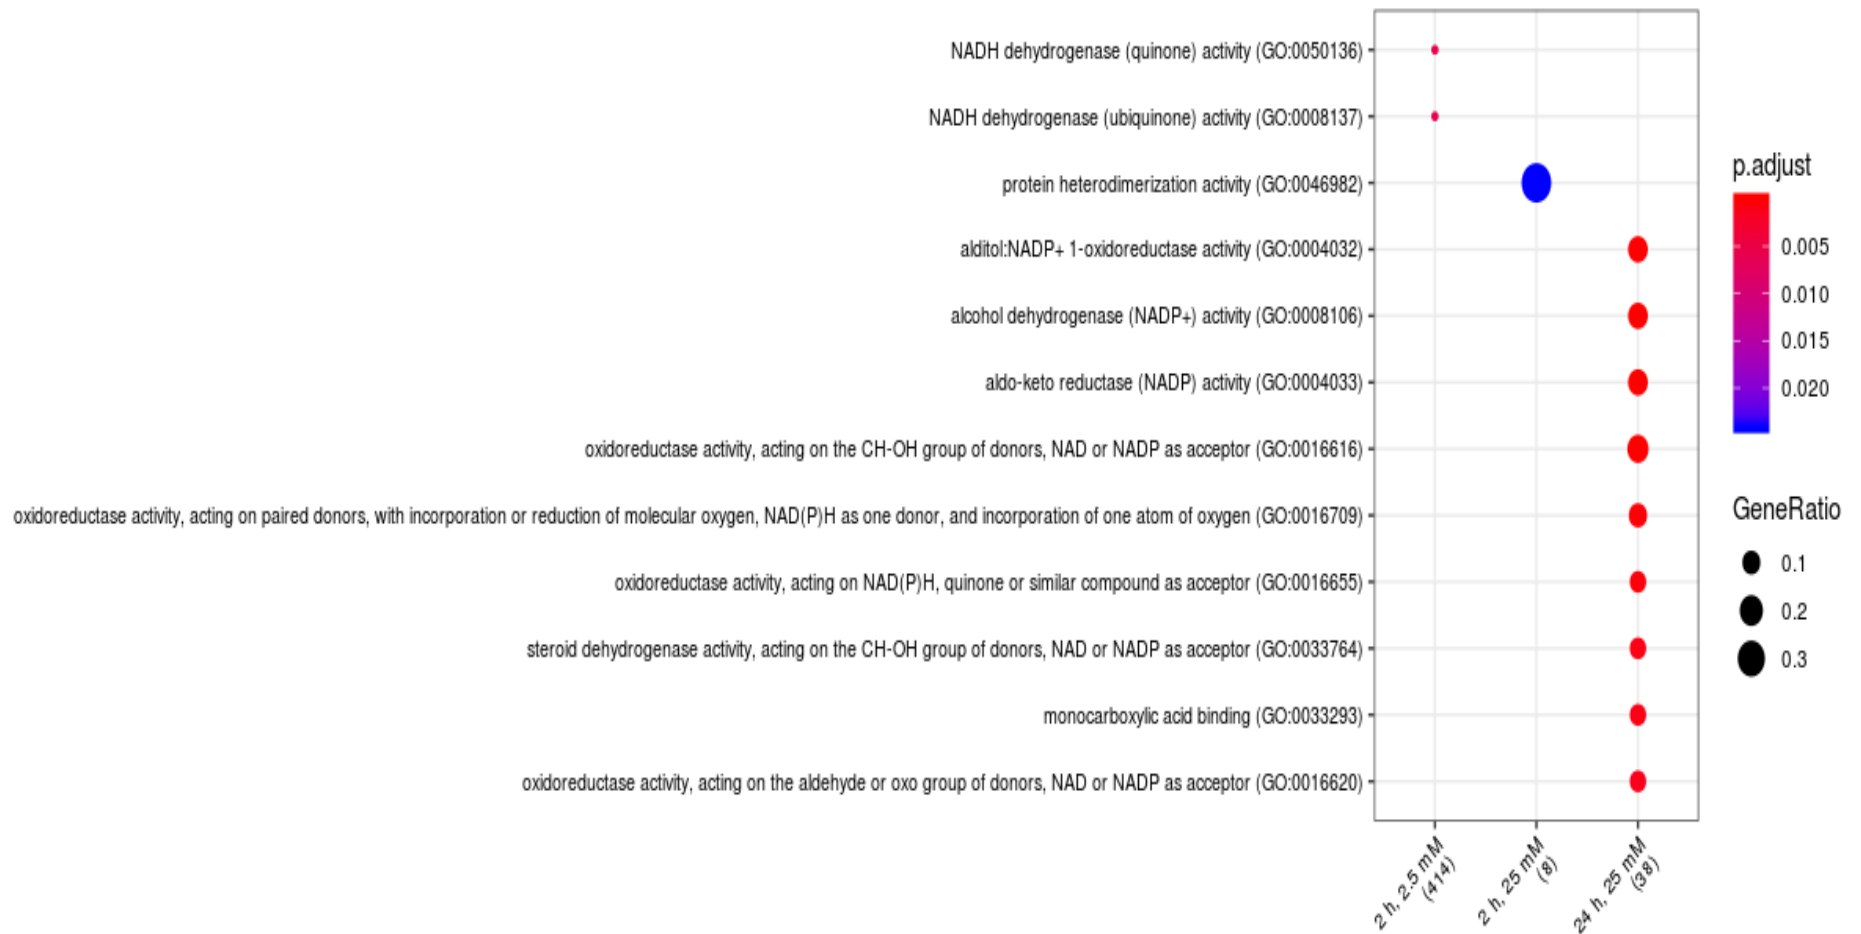 NADH dehydrogenase (quinone) activity (GO:0050136)
NADH dehydrogenase (ubiquinone) activity (GO:0008137)
protein heterodimerization activity (GO:0046982)
alditol:NADP+ 1-oxidoreductase activity (GO:0004032)
alcohol dehydrogenase (NADP+) activity (GO:0008106)
aldo-keto reductase (NADP) activity (GO:0004033)
oxidoreductase activity, acting on the CH-OH group of donors, NAD or NADP as acceptor (GO:0016616)
oxidoreductase activity, acting on paired donors, with incorporation or reduction of molecular oxygen, NAD(P)H as one donor, and incorporation of one atom of oxygen (GO:0016709)
oxidoreductase activity, acting on NAD(P)H, quinone or similar compound as acceptor (GO:0016655)
steroid dehydrogenase activity, acting on the CH-OH group of donors, NAD or NADP as acceptor (GO:0033764)
monocarboxylic acid binding (GO:0033293)
oxidoreductase activity, acting on the aldehyde or oxo group of donors, NAD or NADP as acceptor (GO:0016620)
2 h, 2.5 mM
(414)
2 h, 25 mM
(8)
24 h, 25 mM
(38)
p.adjust
0.005
0.010
0.015
0.020
GeneRatio
0.1
0.2
0.3